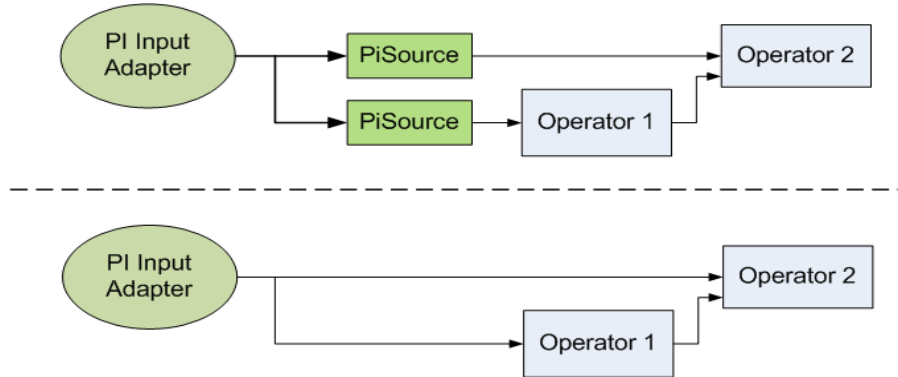 PI Input
Adapter
PiSource
Operator 2
PiSource
Operator 1
PI Input
Adapter
Operator 2
Operator 1